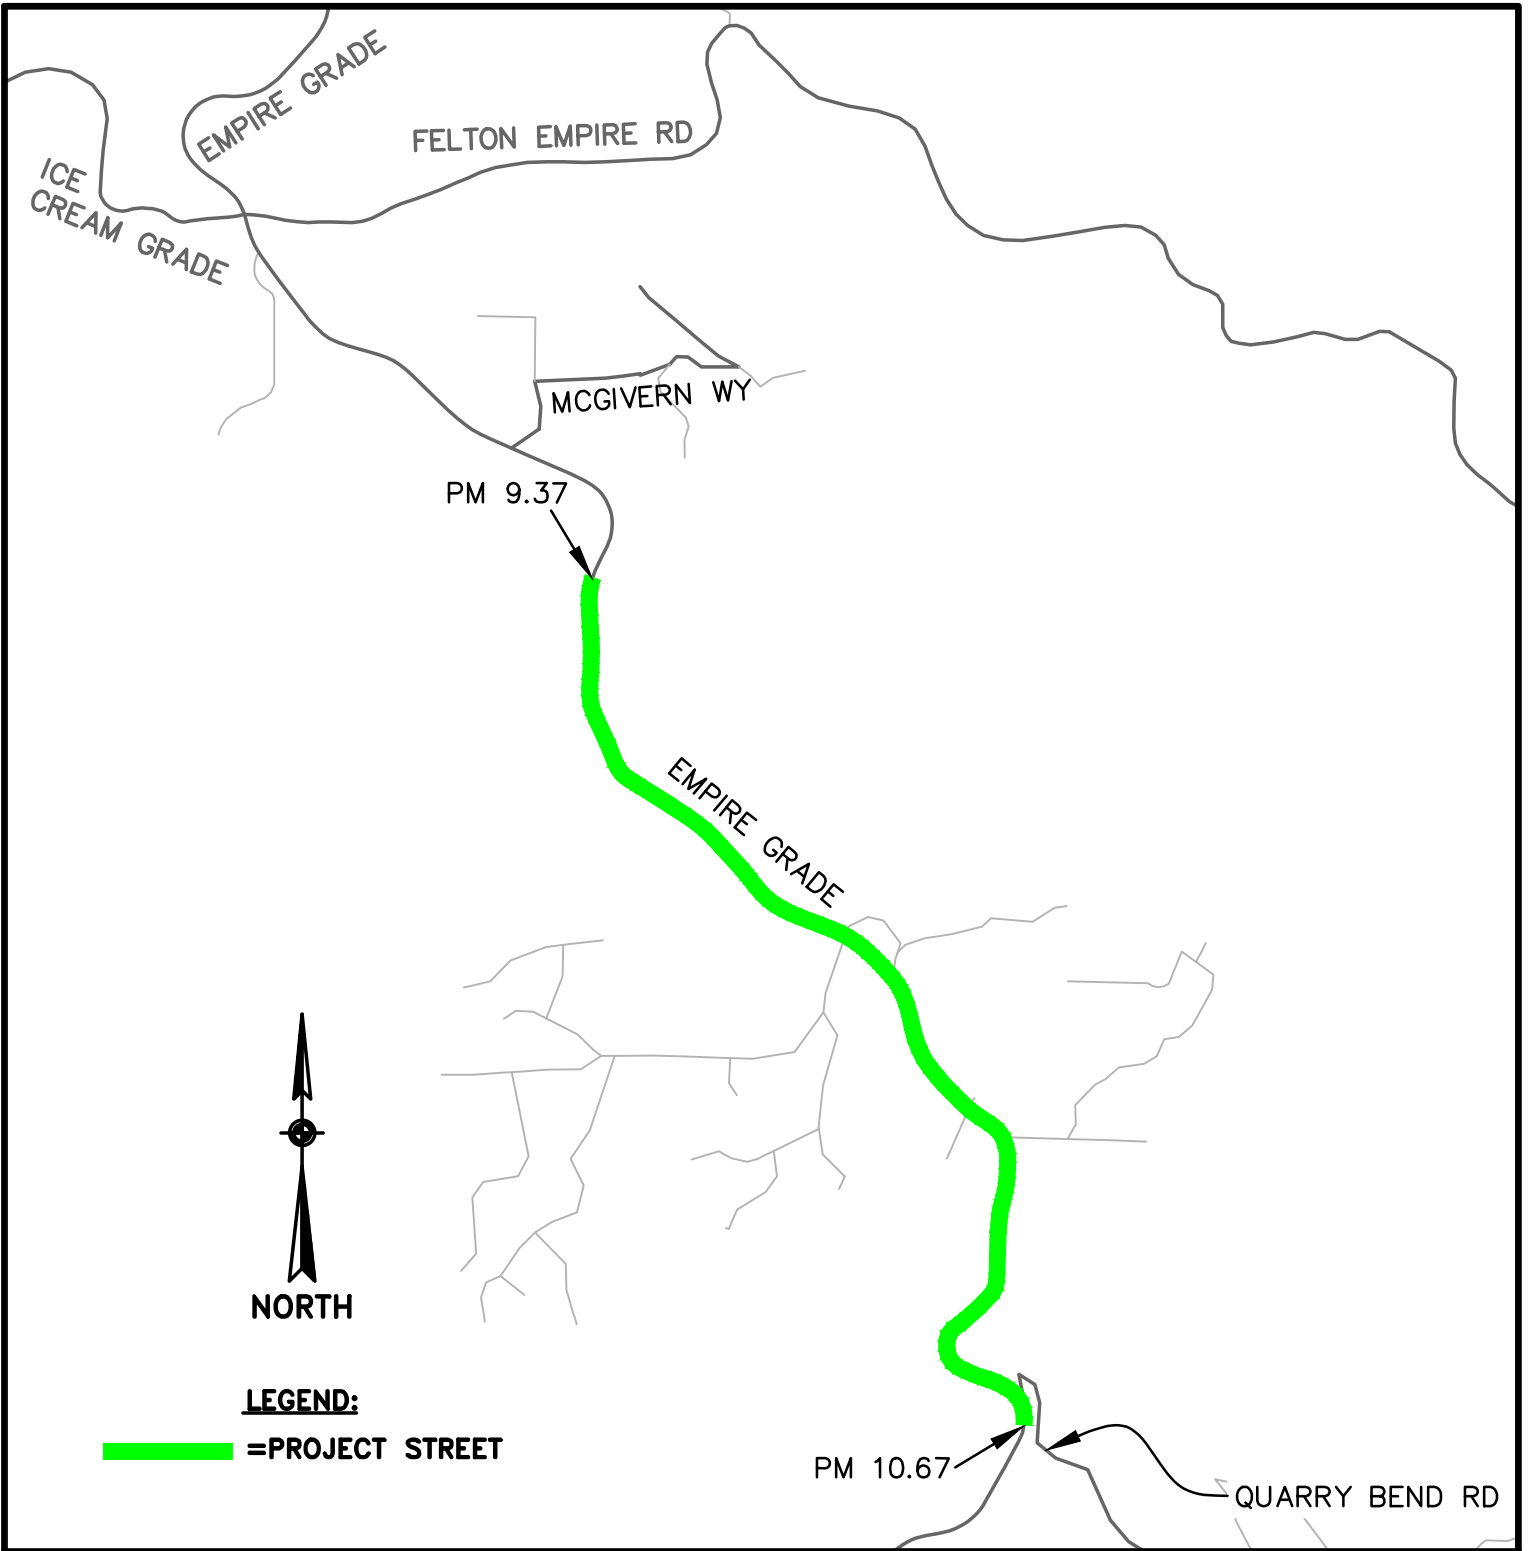 EMPIRE GRADE
FELTON EMPIRE RD
ICE
CREAM GRADE
MCGIVERN WY
PM 9.37
EMPIRE GRADE
NORTH
LEGEND:
=PROJECT STREET
PM 10.67
QUARRY BEND RD